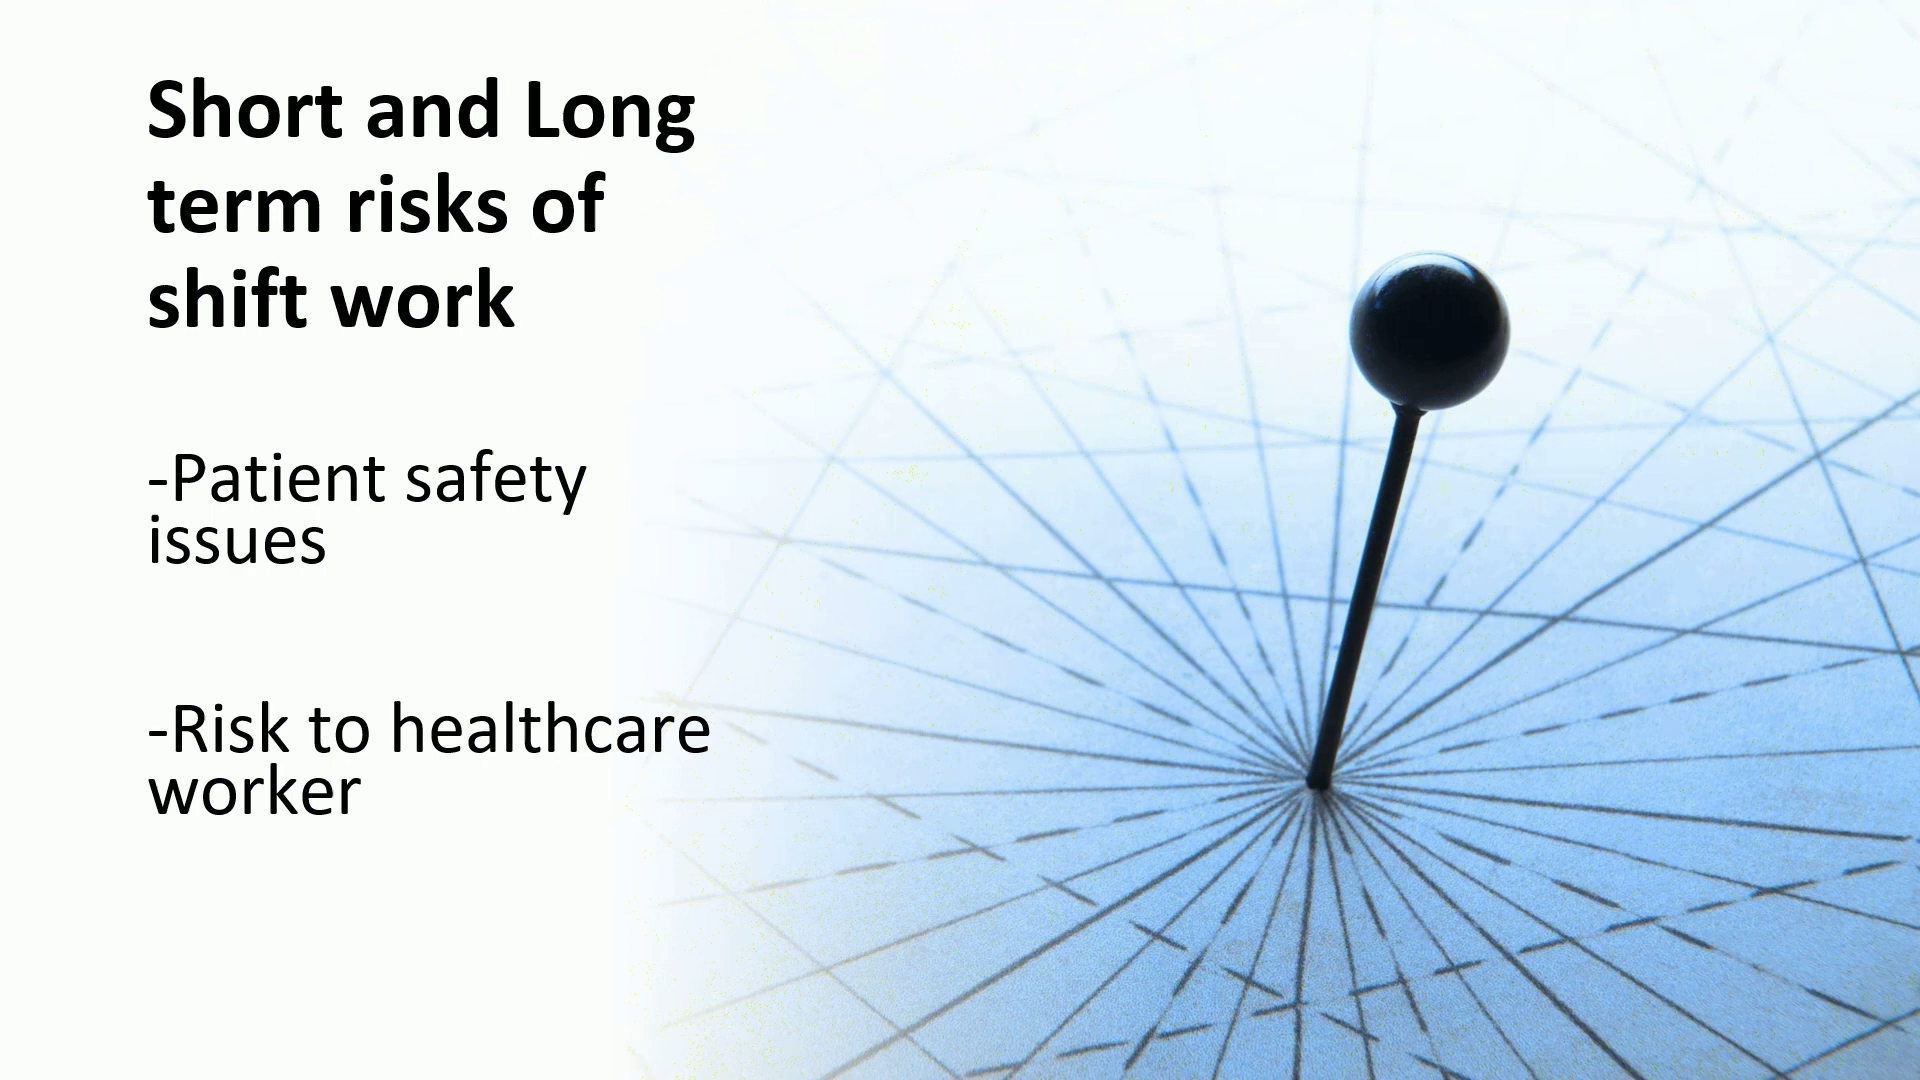 Short and Long
term risks of
shift work
-Patient safety
issues
-Risk to healthcare
worker